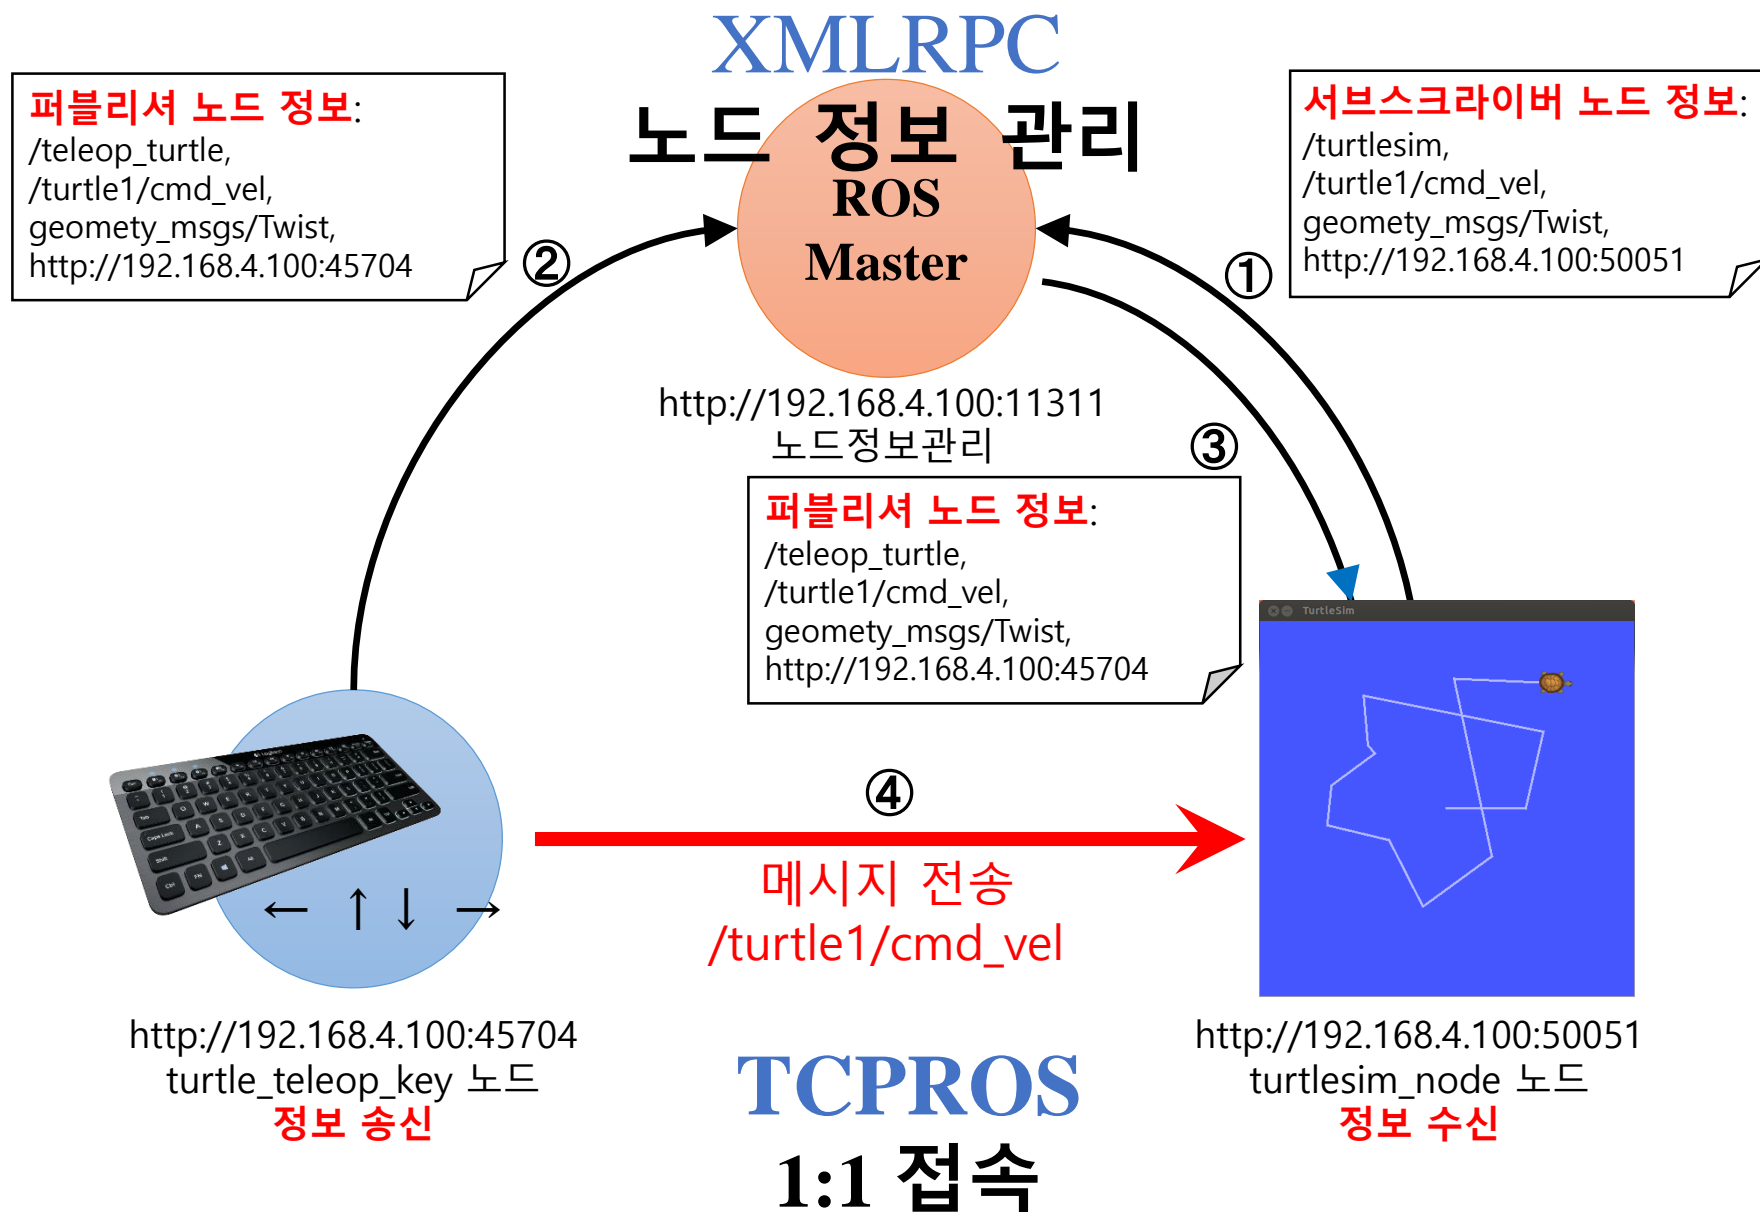 XMLRPC
노드 정보 관리
ROS
Master
퍼블리셔 노드 정보:
/teleop_turtle,
/turtle1/cmd_vel,
geomety_msgs/Twist,
http://192.168.4.100:45704
②
서브스크라이버 노드 정보:
/turtlesim,
/turtle1/cmd_vel,
geomety_msgs/Twist,
http://192.168.4.100:50051
①
http://192.168.4.100:11311
노드정보관리
③
퍼블리셔 노드 정보:
/teleop_turtle,
/turtle1/cmd_vel,
geomety_msgs/Twist,
http://192.168.4.100:45704
TurtleSim
④
메시지 전송
/turtle1/cmd_vel
← ↑ ↓ →
http://192.168.4.100:45704
turtle_teleop_key 노드
정보 송신
http://192.168.4.100:50051
turtlesim_node 노드
정보 수신
TCPROS
1:1 접속